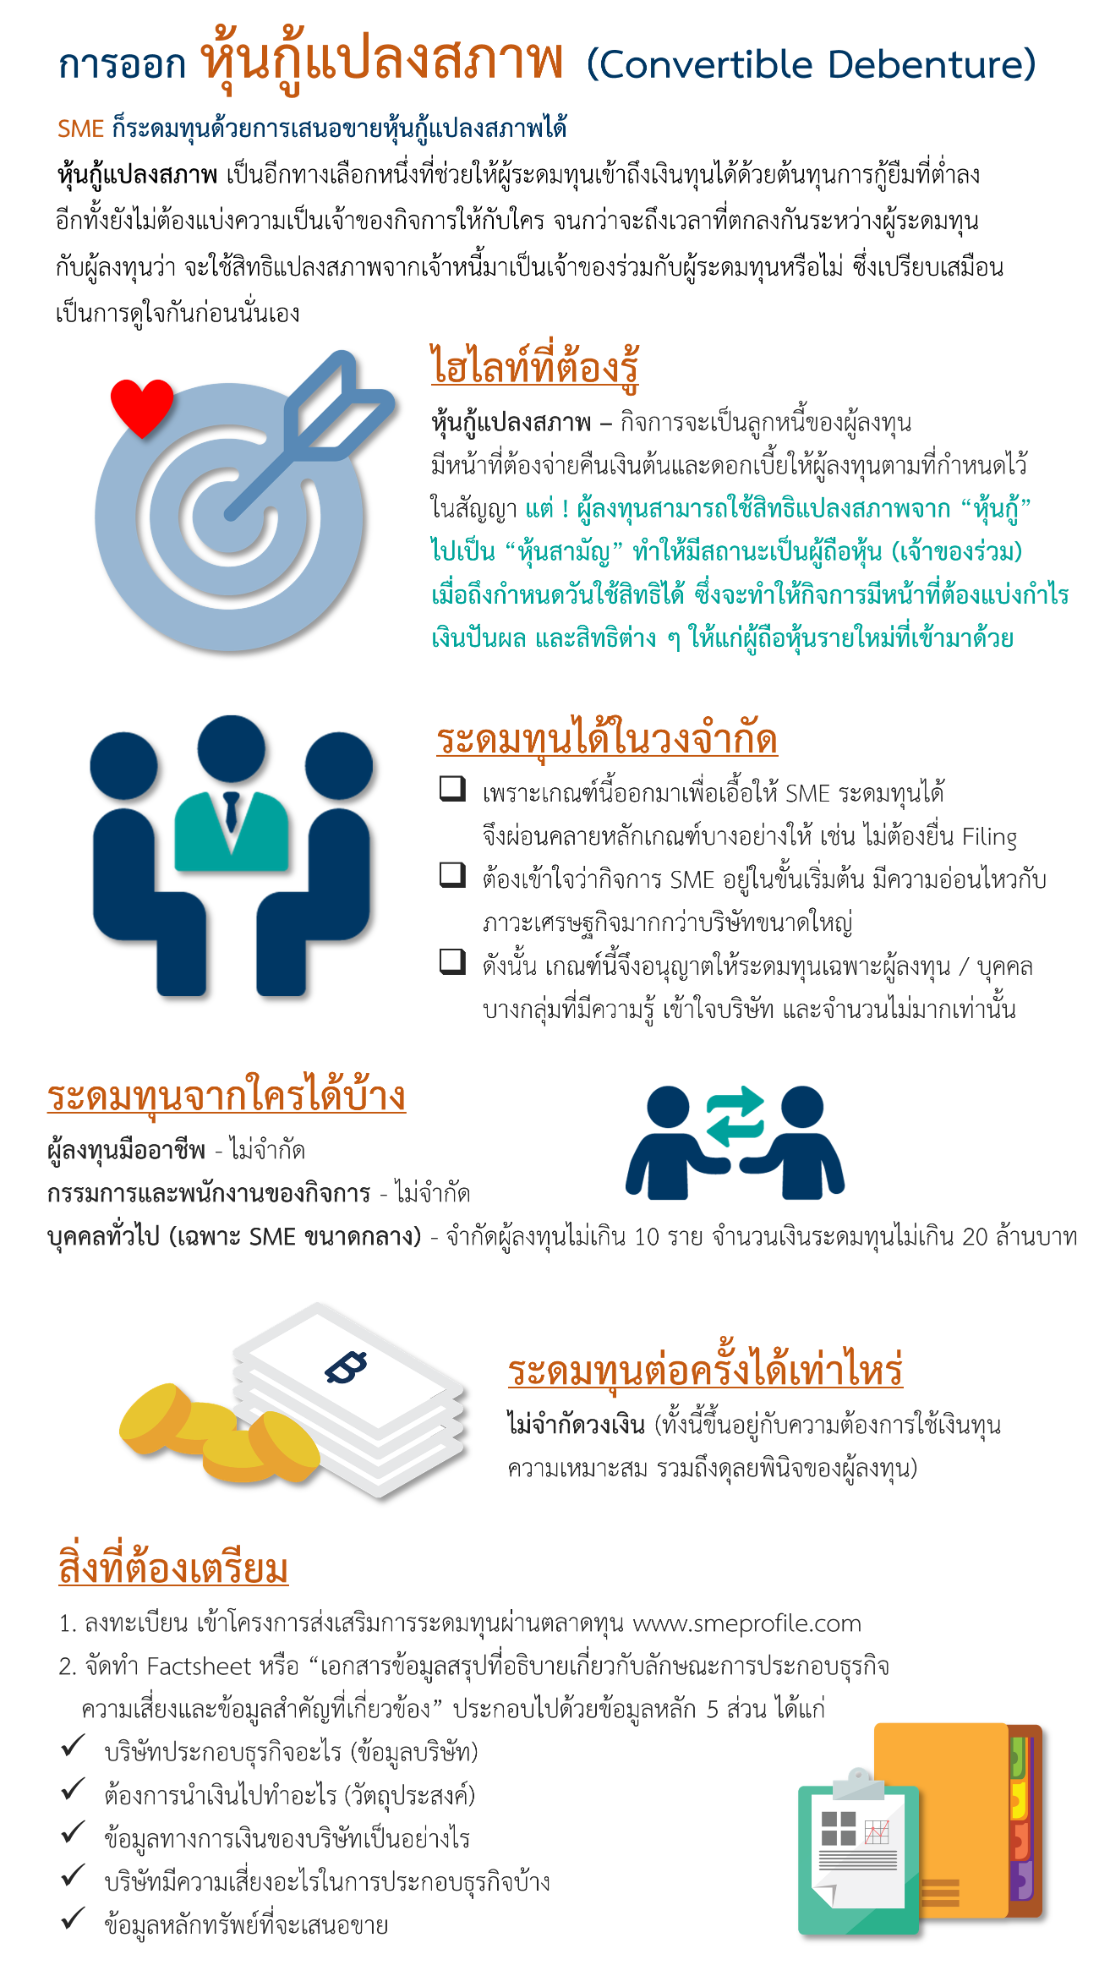 การออก หุ้นกู้แปลงสภาพ (Convertible Debenture)
SME ก็ระดมทุนด้วยการเสนอขายหุ้นกู้แปลงสภาพได้
หุ้นกู้แปลงสภาพ เป็นอีกทางเลือกหนึ่งที่ช่วยให้ผู้ระดมทุนเข้าถึงเงินทุนได้ด้วยต้นทุนการกู้ยืมที่ต่ำลง
อีกทั้งยังไม่ต้องแบ่งความเป็นเจ้าของกิจการให้กับใคร จนกว่าจะถึงเวลาที่ตกลงกันระหว่างผู้ระดมทุน
กับผู้ลงทุนว่า จะใช้สิทธิแปลงสภาพจากเจ้าหนี้มาเป็นเจ้าของร่วมกับผู้ระดมทุนหรือไม่ ซึ่งเปรียบเสมือน
เป็นการดูใจกันก่อนนั่นเอง
ไฮไลท์ที่ต้องรู้
หุ้นกู้แปลงสภาพ – กิจการจะเป็นลูกหนี้ของผู้ลงทุน
มีหน้าที่ต้องจ่ายคืนเงินต้นและดอกเบี้ยให้ผู้ลงทุนตามที่กำหนดไว้
ในสัญญา แต่ ! ผู้ลงทุนสามารถใช้สิทธิแปลงสภาพจาก “หุ้นกู้”
ไปเป็น “หุ้นสามัญ” ทำให้มีสถานะเป็นผู้ถือหุ้น (เจ้าของร่วม)
เมื่อถึงกำหนดวันใช้สิทธิได้ ซึ่งจะทำให้กิจการมีหน้าที่ต้องแบ่งกำไร
เงินปันผล และสิทธิต่าง ๆ ให้แก่ผู้ถือหุ้นรายใหม่ที่เข้ามาด้วย
ระดมทุนได้ในวงจำกัด
❑ เพราะเกณฑ์นี้ออกมาเพื่อเอื้อให้ SME ระดมทุนได้
จึงผ่อนคลายหลักเกณฑ์บางอย่างให้ เช่น ไม่ต้องยื่น Filing
❑ ต้องเข้าใจว่ากิจการ SME อยู่ในขั้นเริ่มต้น มีความอ่อนไหวกับ
ภาวะเศรษฐกิจมากกว่าบริษัทขนาดใหญ่
❑ ดังนั้น เกณฑ์นี้จึงอนุญาตให้ระดมทุนเฉพาะผู้ลงทุน / บุคคล
บางกลุ่มที่มีความรู้ เข้าใจบริษัท และจำนวนไม่มากเท่านั้น
ระดมทุนจากใครได้บ้าง
ผู้ลงทุนมืออาชีพ - ไม่จำกัด
กรรมการและพนักงานของกิจการ - ไม่จำกัด
บุคคลทั่วไป (เฉพาะ SME ขนาดกลาง) - จำกัดผู้ลงทุนไม่เกิน 10 ราย จำนวนเงินระดมทุนไม่เกิน 20 ล้านบาท
ระดมทุนต่อครั้งได้เท่าไหร่
ไม่จำกัดวงเงิน (ทั้งนี้ขึ้นอยู่กับความต้องการใช้เงินทุน
ความเหมาะสม รวมถึงดุลยพินิจของผู้ลงทุน)
สิ่งที่ต้องเตรียม
1. ลงทะเบียน เข้าโครงการส่งเสริมการระดมทุนผ่านตลาดทุน www.smeprofile.com
2. จัดทำ Factsheet หรือ “เอกสารข้อมูลสรุปที่อธิบายเกี่ยวกับลักษณะการประกอบธุรกิจ
ความเสี่ยงและข้อมูลสำคัญที่เกี่ยวข้อง” ประกอบไปด้วยข้อมูลหลัก 5 ส่วน ได้แก่
✓ บริษัทประกอบธุรกิจอะไร (ข้อมูลบริษัท)
✓ ต้องการนำเงินไปทำอะไร (วัตถุประสงค์)
✓ ข้อมูลทางการเงินของบริษัทเป็นอย่างไร
✓ บริษัทมีความเสี่ยงอะไรในการประกอบธุรกิจบ้าง
✓ ข้อมูลหลักทรัพย์ที่จะเสนอขาย